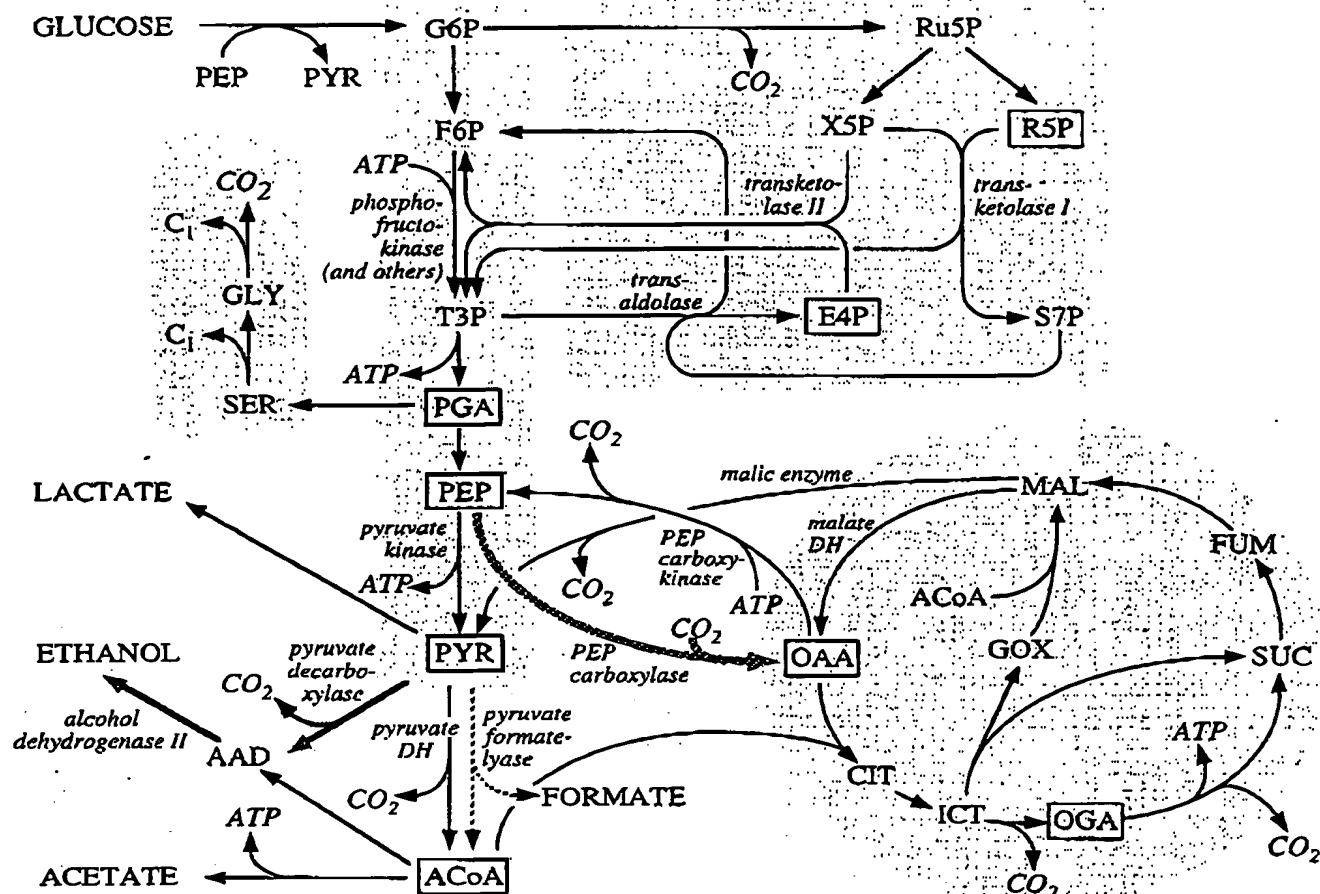 GLUCOSE
G6P
Ru5P
PEP
PYR
CO2
F6P
X5P
R5P
ATP
CO2
C1
phospho-
fructo-
kinase
(and others)
transketo-
lase II
trans-
ketolase I
GLY
trans-
aldolase
T3P
E4P
S7P
C1
ATP
SER
PGA
CO2
LACTATE
PEP
malic enzyme
MAL
pyruvate
kinase
malate
DH
PEP
carboxy-
kinase
FUM
ATP
CO2
ATP
ACoA
CO2
ETHANOL
pyruvate
decarbo-
xylase
PYR
PEP
carboxylase
OAA
GOX
SUC
CO2
alcohol
dehydrogenase II
AAD
pyruvate
DH
pyruvate
formate-
lyase
ATP
CIT
CO2
FORMATE
ICT
OGA
ATP
CO2
ACETATE
ACoA
CO2